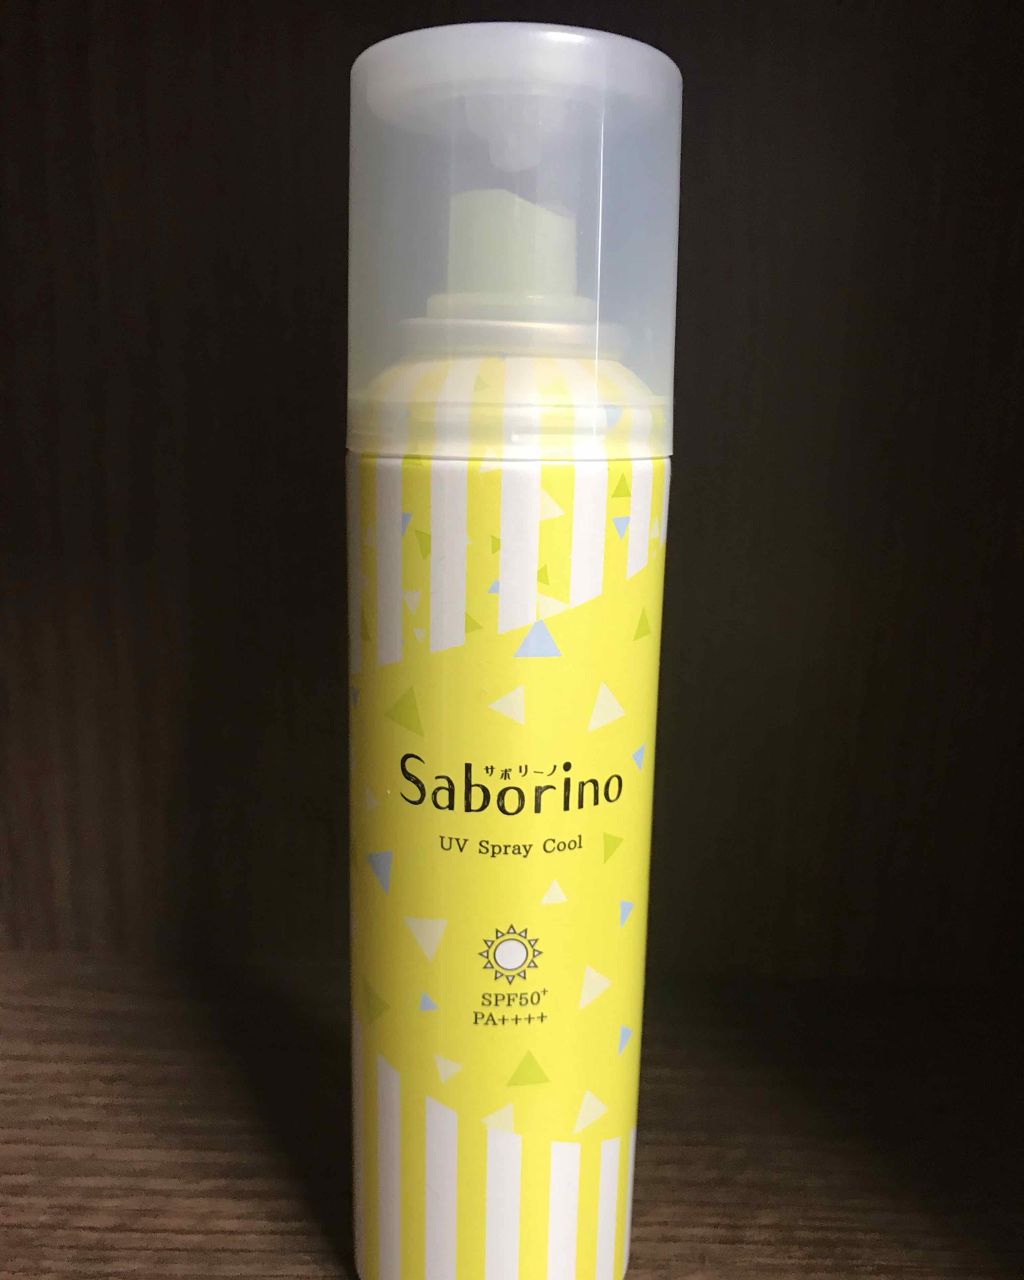 サボリーノ
Saborino
UV Spray Cool
SPF50+
PA++++